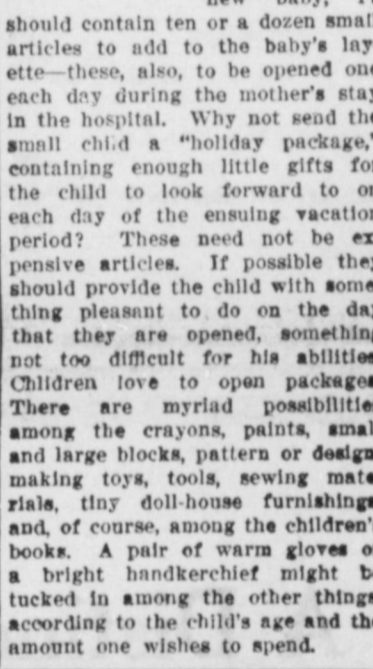 new baby,
should contain ten or a dozen small
articles to add to the baby's lay
ette—these, also, to be opened one
each day during the mother's stay
in the hospital. Why not send the
small child a "holiday package,"
containing enough little gifts for
the child to look forward to on
each day of the ensuing vacation
period? These need not be ex
pensive articles. If possible they
should provide the child with some
thing pleasant to do on the day
that they are opened, something
not too difficult for his abilities
Children love to open packages
There are myriad possibilities
among the crayons, paints, small
and large blocks, pattern or design
making toys, tools, sewing mate
rials, tiny doll-house furnishings
and, of course, among the children's
books. A pair of warm gloves or
a bright handkerchief might be
tucked in among the other things
according to the child's age and the
amount one wishes to spend.